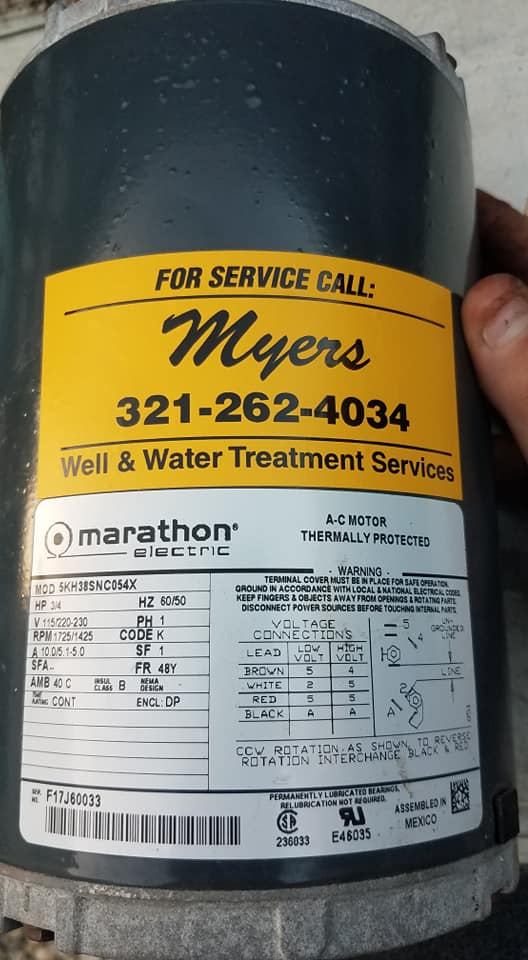 FOR SERVICE CALL:
Myers
321-262-4034
Well & Water Treatment Services
marathon®
electric
A-C MOTOR
THERMALLY PROTECTED
MOD 5KH38SNC054X
HP 3/4 HZ 60/50
V 115/220-230 PH 1
RPM 1725/1425 CODE K
A 10.0/5.1-5.0 SF 1
SFA - FR 48Y
AMB 40 C INSUL CLASS B NEMA DESIGN
TIME RATING CONT ENCL: DP
SER. NO. F17J60033
- WARNING -
TERMINAL COVER MUST BE IN PLACE FOR SAFE OPERATION.
GROUND IN ACCORDANCE WITH LOCAL & NATIONAL ELECTRICAL CODES.
KEEP FINGERS & OBJECTS AWAY FROM OPENINGS & ROTATING PARTS.
DISCONNECT POWER SOURCES BEFORE TOUCHING INTERNAL PARTS.
VOLTAGE
CONNECTIONS
LEAD LOW VOLT HIGH VOLT
BROWN 5 4
WHITE 2 5
RED 5 5
BLACK A A
5
4
UN-
GROUNDED
LINE
LINE
2
A
CCW ROTATION AS SHOWN, TO REVERSE
ROTATION INTERCHANGE BLACK & RED
PERMANENTLY LUBRICATED BEARINGS,
RELUBRICATION NOT REQUIRED.
236033
E46035
ASSEMBLED IN
MEXICO